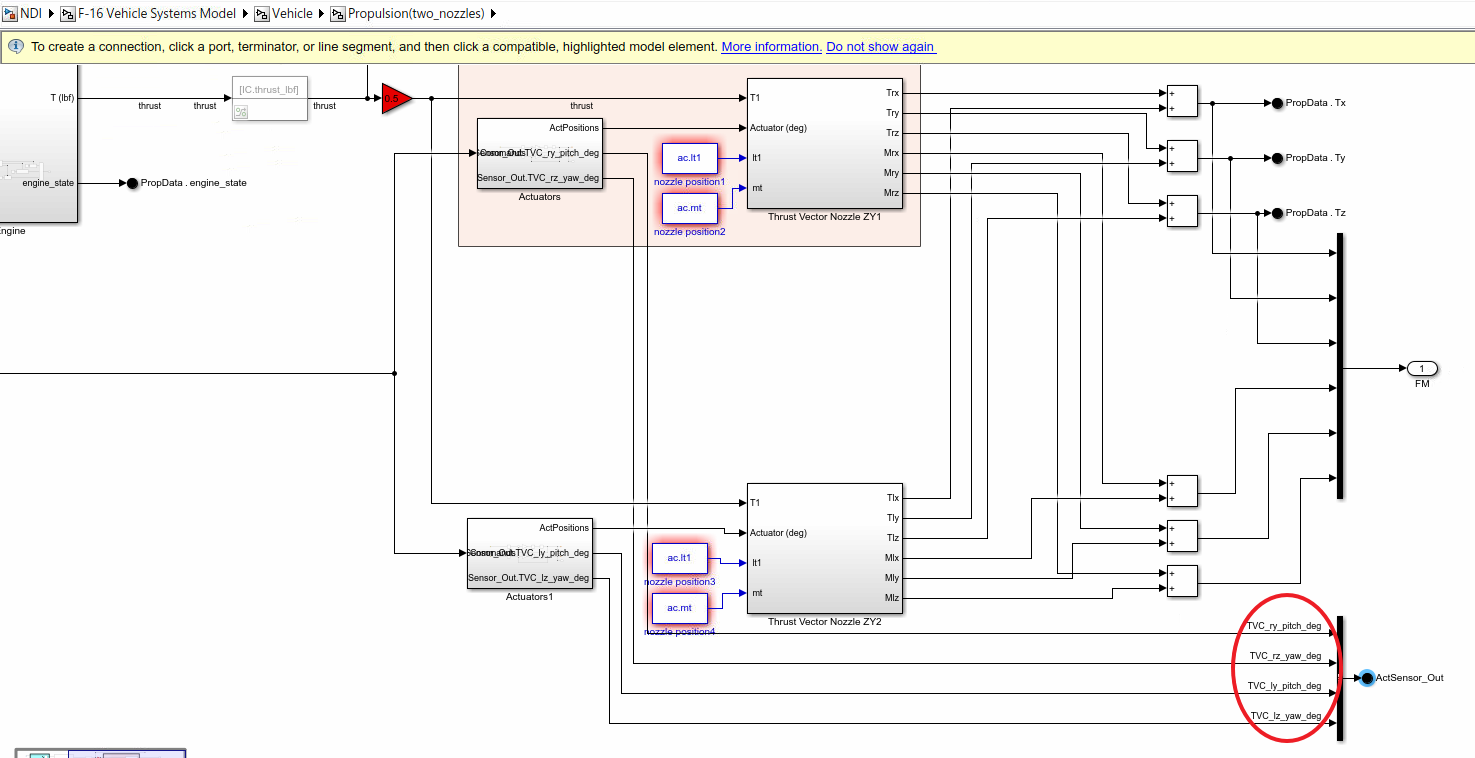 NDI F-16 Vehicle Systems Model Vehicle Propulsion(two_nozzles)
To create a connection, click a port, terminator, or line segment, and then click a compatible, highlighted model element. More information. Do not show again
T (lbf)
thrust
thrust
[IC.thrust_lbf]
thrust
0.5
thrust
engine_state
PropData . engine_state
ActPositions
TVC_ry_pitch_deg
Sensor_Out.TVC_rz_yaw_deg
Actuators
ac.lt1
nozzle position1
ac.mt
nozzle position2
T1
Actuator (deg)
lt1
mt
Trx
Try
Trz
Mrx
Mry
Mrz
Thrust Vector Nozzle ZY1
+
+
PropData . Tx
+
+
PropData . Ty
+
+
PropData . Tz
1
FM
ActPositions
TVC_ly_pitch_deg
Sensor_Out.TVC_lz_yaw_deg
Actuators1
ac.lt1
nozzle position3
ac.mt
nozzle position4
T1
Actuator (deg)
lt1
mt
Tlx
Tly
Tlz
Mlx
Mly
Mlz
Thrust Vector Nozzle ZY2
+
+
+
+
+
+
TVC_ry_pitch_deg
TVC_rz_yaw_deg
TVC_ly_pitch_deg
TVC_lz_yaw_deg
ActSensor_Out